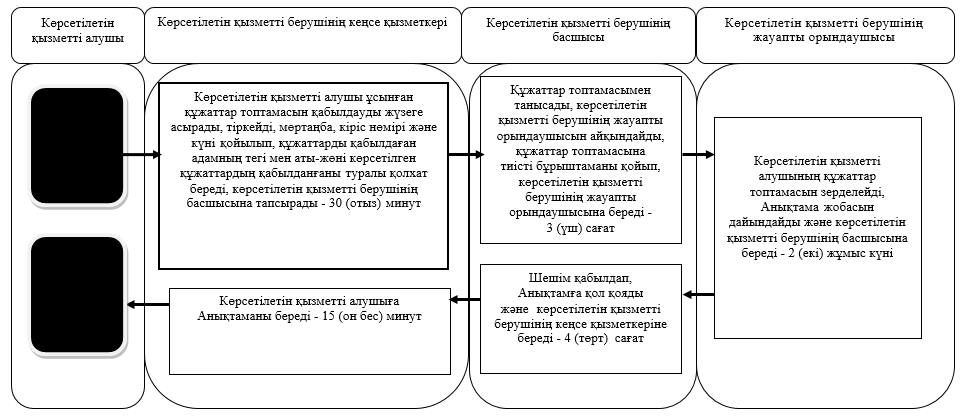 Көрсетілетін
қызметті алушы
Көрсетілетін қызметті берушінің кеңсе қызметкері
Көрсетілетін қызметті берушінің
басшысы
Көрсетілетін қызметті берушінің
жауапты орындаушысы
Көрсетілетін қызметті алушы ұсынған
құжаттар топтамасын қабылдауды жүзеге
асырады, тіркейді, мөртаңба, кіріс нөмірі және
күні қойылып, құжаттарды қабылдаған
адамның тегі мен аты-жөні көрсетілген
құжаттардың қабылданғаны туралы қолхат
береді, көрсетілетін қызметті берушінің
басшысына тапсырады - 30 (отыз) минут
Құжаттар топтамасымен
танысады, көрсетілетін
қызметті берушінің жауапты
орындаушысын айқындайды,
құжаттар топтамасына
тиісті бұрыштаманы қойып,
көрсетілетін қызметті
берушінің жауапты
орындаушысына береді -
3 (үш) сағат
Көрсетілетін қызметті
алушының құжаттар
топтамасын зерделейді,
Анықтама жобасын
дайындайды және көрсетілетін
қызметті берушінің басшысына
береді - 2 (екі) жұмыс күні
Шешім қабылдап,
Анықтамға қол қояды
және көрсетілетін қызметті
берушінің кеңсе қызметкеріне
береді - 4 (төрт) сағат
Көрсетілетін қызметті алушыға
Анықтаманы береді - 15 (он бес) минут